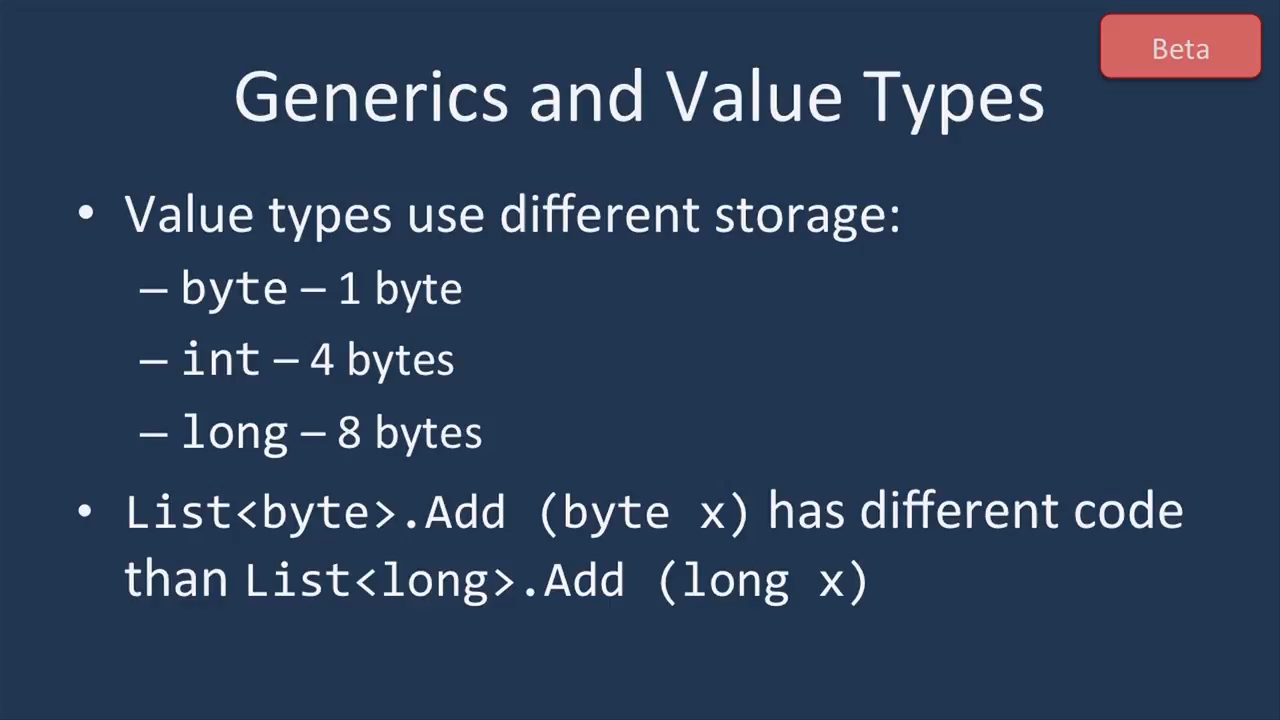 Beta
Generics and Value Types
• Value types use different storage:
– byte – 1 byte
– int – 4 bytes
– long – 8 bytes
• List<byte>.Add (byte x) has different code
than List<long>.Add (long x)